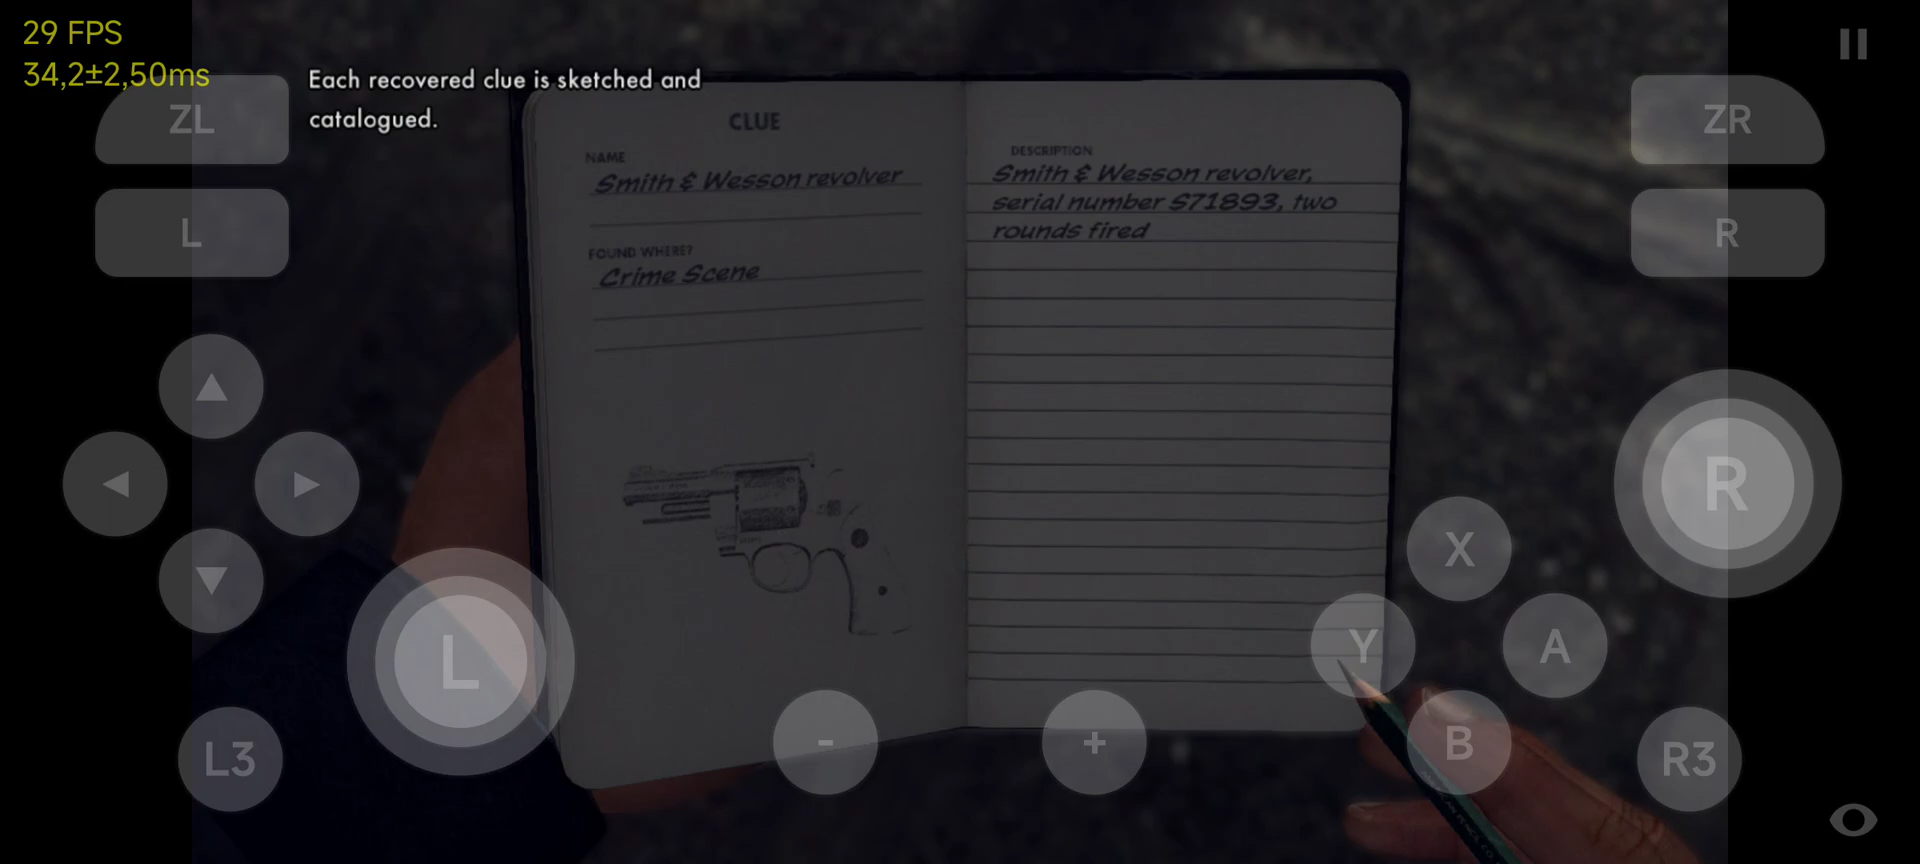 29 FPS
34,2±2,50ms
Each recovered clue is sketched and
catalogued.
ZL
ZR
L
R
CLUE
NAME
Smith & Wesson revolver
FOUND WHERE?
Crime Scene
DESCRIPTION
Smith & Wesson revolver,
serial number S71893, two
rounds fired
R
X
Y
A
L
L3
-
+
B
R3